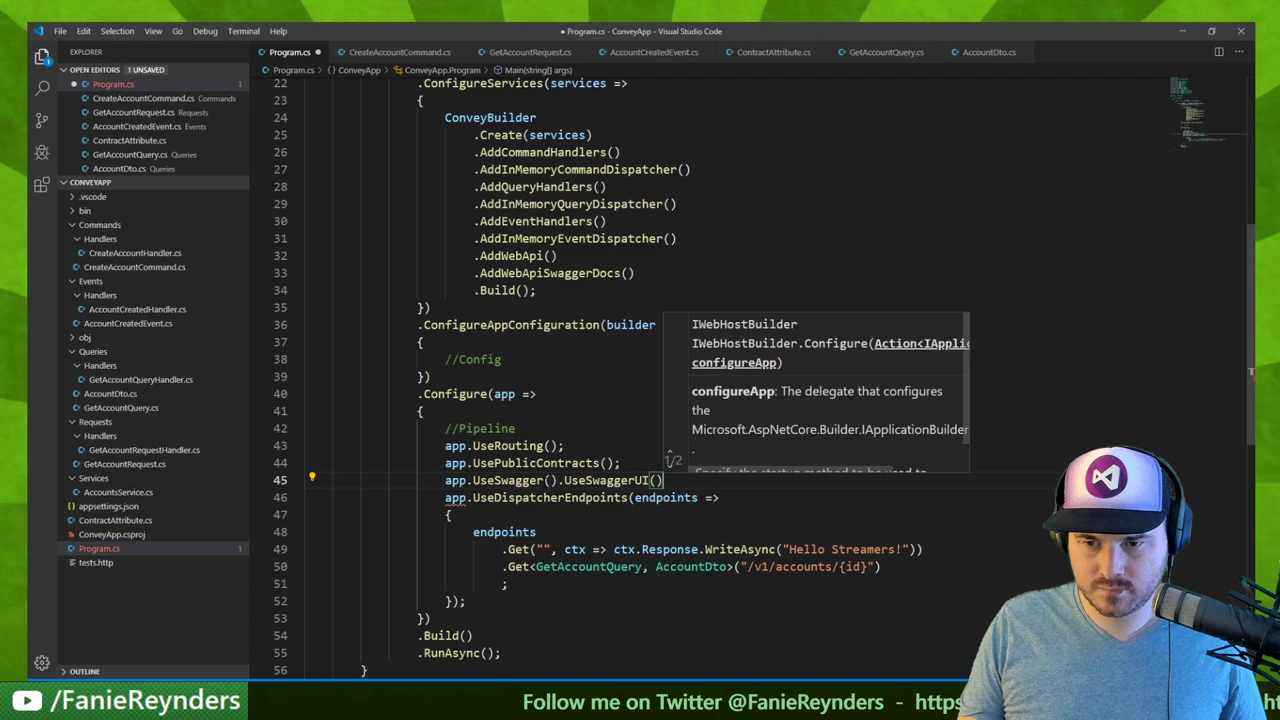 File Edit Selection View Go Debug Terminal Help
● Program.cs - ConveyApp - Visual Studio Code
EXPLORER
Program.cs ●
CreateAccountCommand.cs
GetAccountRequest.cs
AccountCreatedEvent.cs
ContractAttribute.cs
GetAccountQuery.cs
AccountDto.cs
OPEN EDITORS 1 UNSAVED
Program.cs 1
CreateAccountCommand.cs Commands
GetAccountRequest.cs Requests
AccountCreatedEvent.cs Events
ContractAttribute.cs
GetAccountQuery.cs Queries
AccountDto.cs Queries
CONVEYAPP
.vscode
bin
Commands
Handlers
CreateAccountHandler.cs
CreateAccountCommand.cs
Events
Handlers
AccountCreatedHandler.cs
AccountCreatedEvent.cs
obj
Queries
Handlers
GetAccountQueryHandler.cs
AccountDto.cs
GetAccountQuery.cs
Requests
Handlers
GetAccountRequestHandler.cs
GetAccountRequest.cs
Services
AccountsService.cs
appsettings.json
ContractAttribute.cs
ConveyApp.csproj
Program.cs 1
tests.http
OUTLINE
Program.cs > {} ConveyApp > ConveyApp.Program > Main(string[] args)
22 .ConfigureServices(services =>
23 {
24 ConveyBuilder
25 .Create(services)
26 .AddCommandHandlers()
27 .AddInMemoryCommandDispatcher()
28 .AddQueryHandlers()
29 .AddInMemoryQueryDispatcher()
30 .AddEventHandlers()
31 .AddInMemoryEventDispatcher()
32 .AddWebApi()
33 .AddWebApiSwaggerDocs()
34 .Build();
35 })
36 .ConfigureAppConfiguration(builder
37 {
38 //Config
39 })
40 .Configure(app =>
41 {
42 //Pipeline
43 app.UseRouting();
44 app.UsePublicContracts();
45 app.UseSwagger().UseSwaggerUI()
46 app.UseDispatcherEndpoints(endpoints =>
47 {
48 endpoints
49 .Get("", ctx => ctx.Response.WriteAsync("Hello Streamers!"))
50 .Get<GetAccountQuery, AccountDto>("/v1/accounts/{id}")
51 ;
52 });
53 })
54 .Build()
55 .RunAsync();
56 }
IWebHostBuilder
IWebHostBuilder.Configure(Action<IApplic
configureApp)
configureApp: The delegate that configures
the
Microsoft.AspNetCore.Builder.IApplicationBuilder
.
1/2
Specify the startup method to be used to
/FanieReynders
Follow me on Twitter @FanieReynders - https